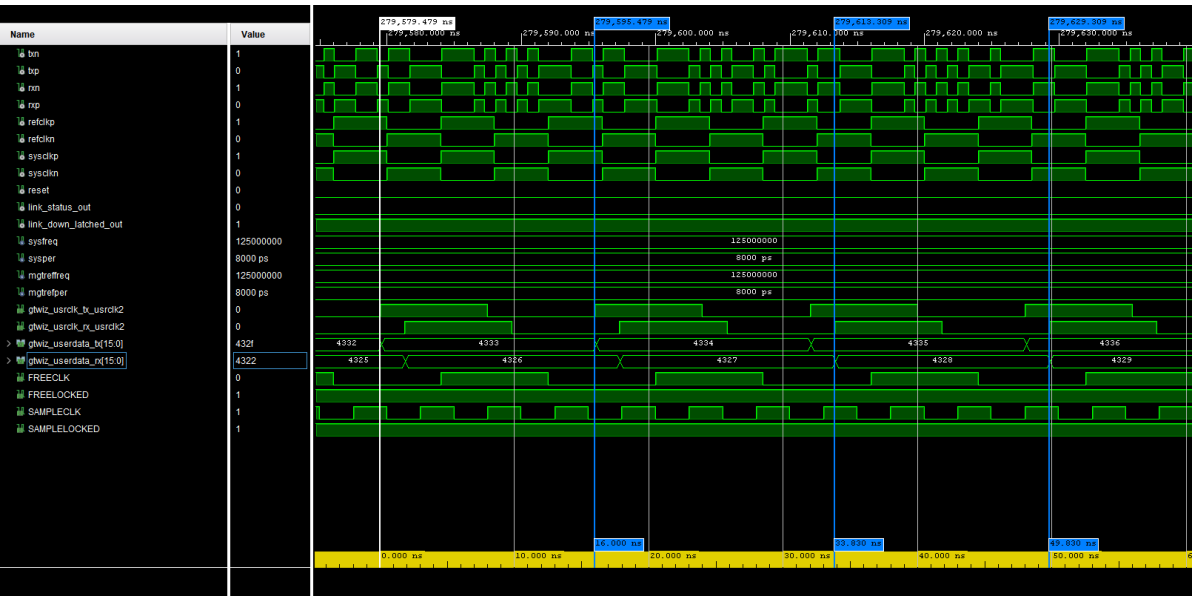 279,579.479 ns 279,595.479 ns 279,613.309 ns 279,629.309 ns
Name Value 279,580.000 ns 279,590.000 ns 279,600.000 ns 279,610.000 ns 279,620.000 ns 279,630.000 ns
txn 1
txp 0
rxn 1
rxp 0
refclkp 1
refclkn 0
sysclkp 1
sysclkn 0
reset 0
link_status_out 0
link_down_latched_out 1
sysfreq 125000000 125000000
sysper 8000 ps 8000 ps
mgtreffreq 125000000 125000000
mgtrefper 8000 ps 8000 ps
gtwiz_usrclk_tx_usrclk2 0
gtwiz_usrclk_rx_usrclk2 0
gtwiz_userdata_tx[15:0] 432f 4332 4333 4334 4335 4336
gtwiz_userdata_rx[15:0] 4322 4325 4326 4327 4328 4329
FREECLK 0
FREELOCKED 1
SAMPLECLK 1
SAMPLELOCKED 1
16.000 ns 33.830 ns 49.830 ns
0.000 ns 10.000 ns 20.000 ns 30.000 ns 40.000 ns 50.000 ns 6